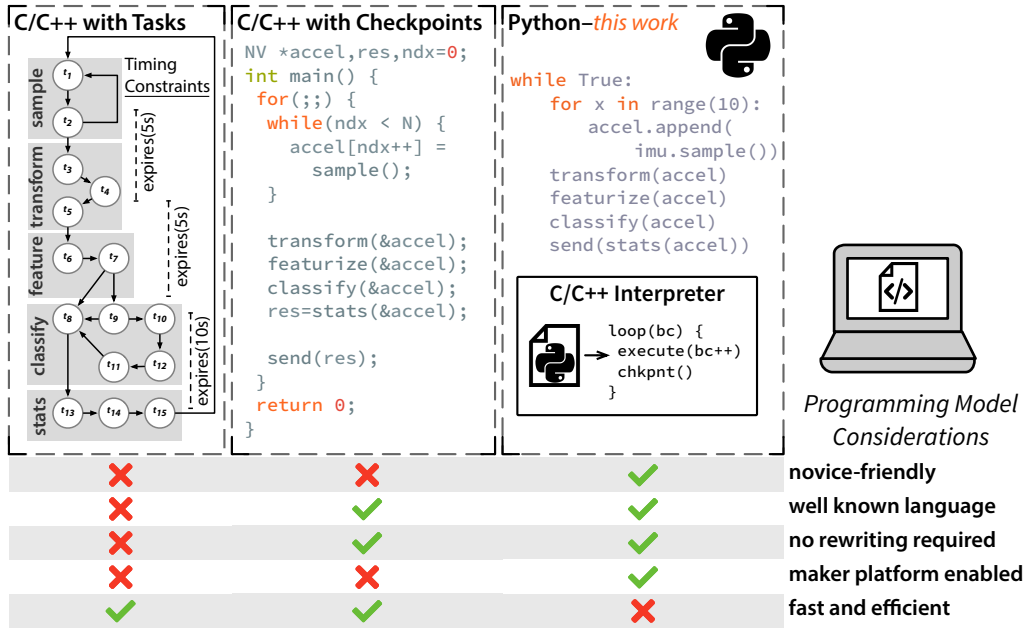 C/C++ with Tasks
Timing
Constraints
sample
t1
t2
expires(5s)
transform
t3
t4
t5
expires(5s)
feature
t6
t7
classify
t8
t9
t10
t11
t12
expires(10s)
stats
t13
t14
t15
C/C++ with Checkpoints
NV *accel,res,ndx=0;
int main() {
for(;;) {
while(ndx < N) {
accel[ndx++] =
sample();
}
transform(&accel);
featurize(&accel);
classify(&accel);
res=stats(&accel);
send(res);
}
return 0;
}
Python–this work
while True:
for x in range(10):
accel.append(
imu.sample())
transform(accel)
featurize(accel)
classify(accel)
send(stats(accel))
C/C++ Interpreter
loop(bc) {
execute(bc++)
chkpnt()
}
</>
Programming Model
Considerations
novice-friendly
well known language
no rewriting required
maker platform enabled
fast and efficient